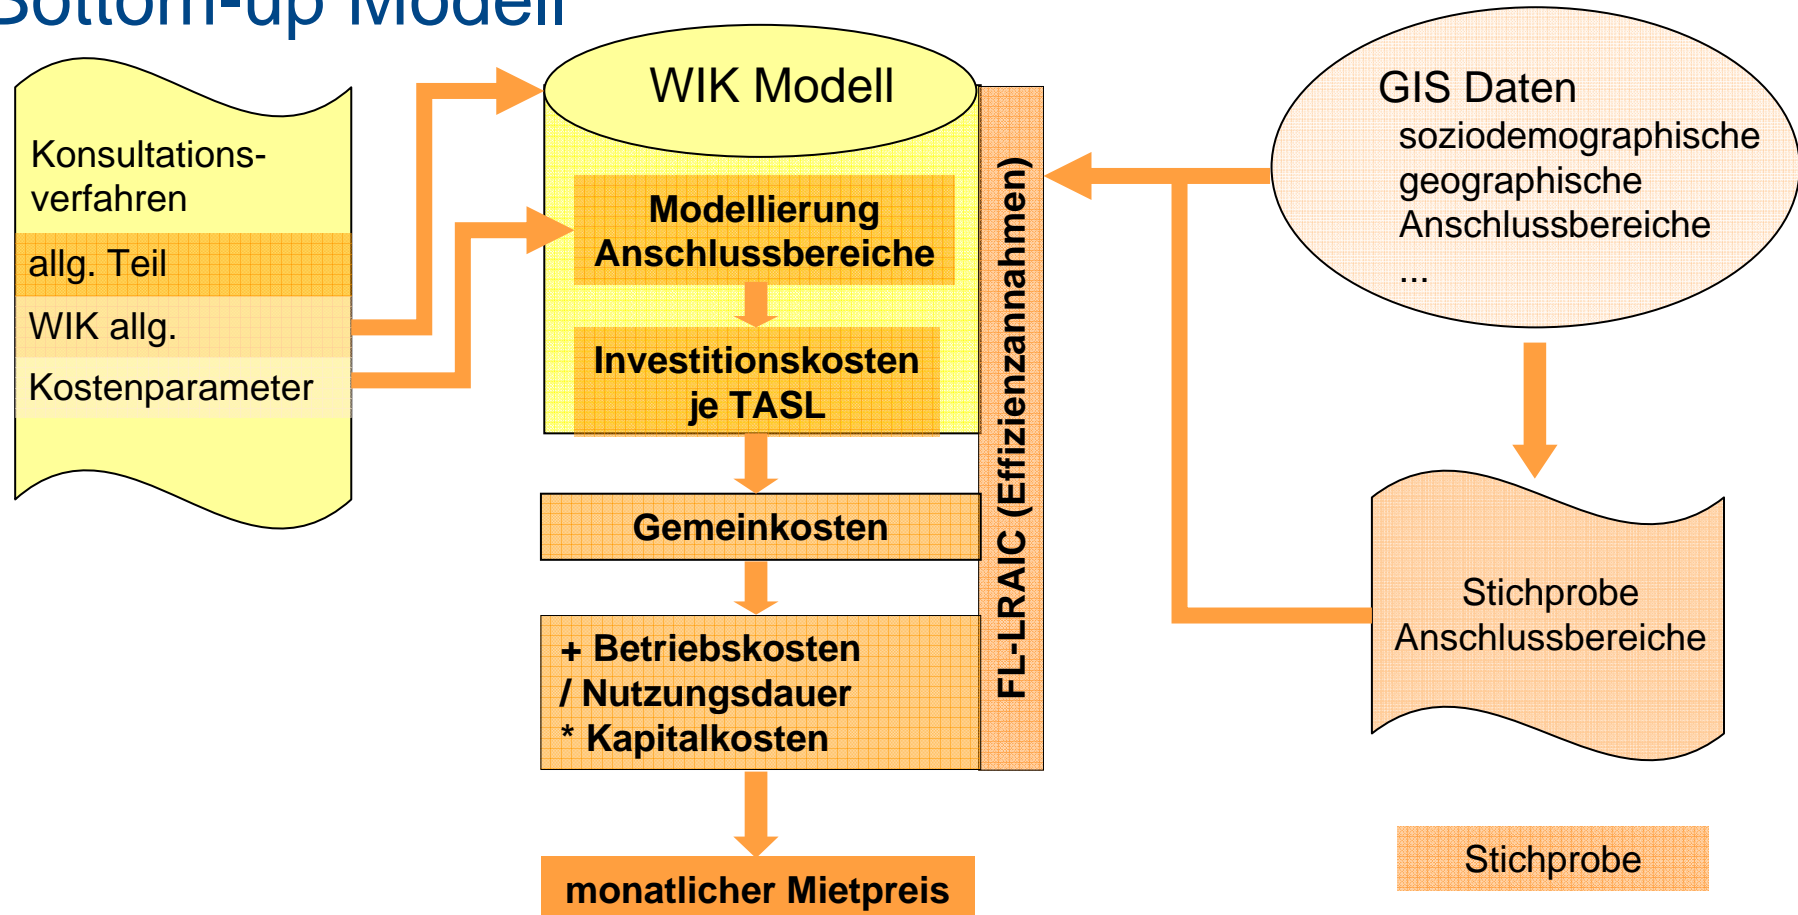 Bottom-up Modell
Konsultations-
verfahren
allg. Teil
WIK allg.
Kostenparameter
WIK Modell
Modellierung
Anschlussbereiche
Investitionskosten
je TASL
Gemeinkosten
+ Betriebskosten
/ Nutzungsdauer
* Kapitalkosten
monatlicher Mietpreis
FL-LRAIC (Effizienzannahmen)
GIS Daten
soziodemographische
geographische
Anschlussbereiche
...
Stichprobe
Anschlussbereiche
Stichprobe